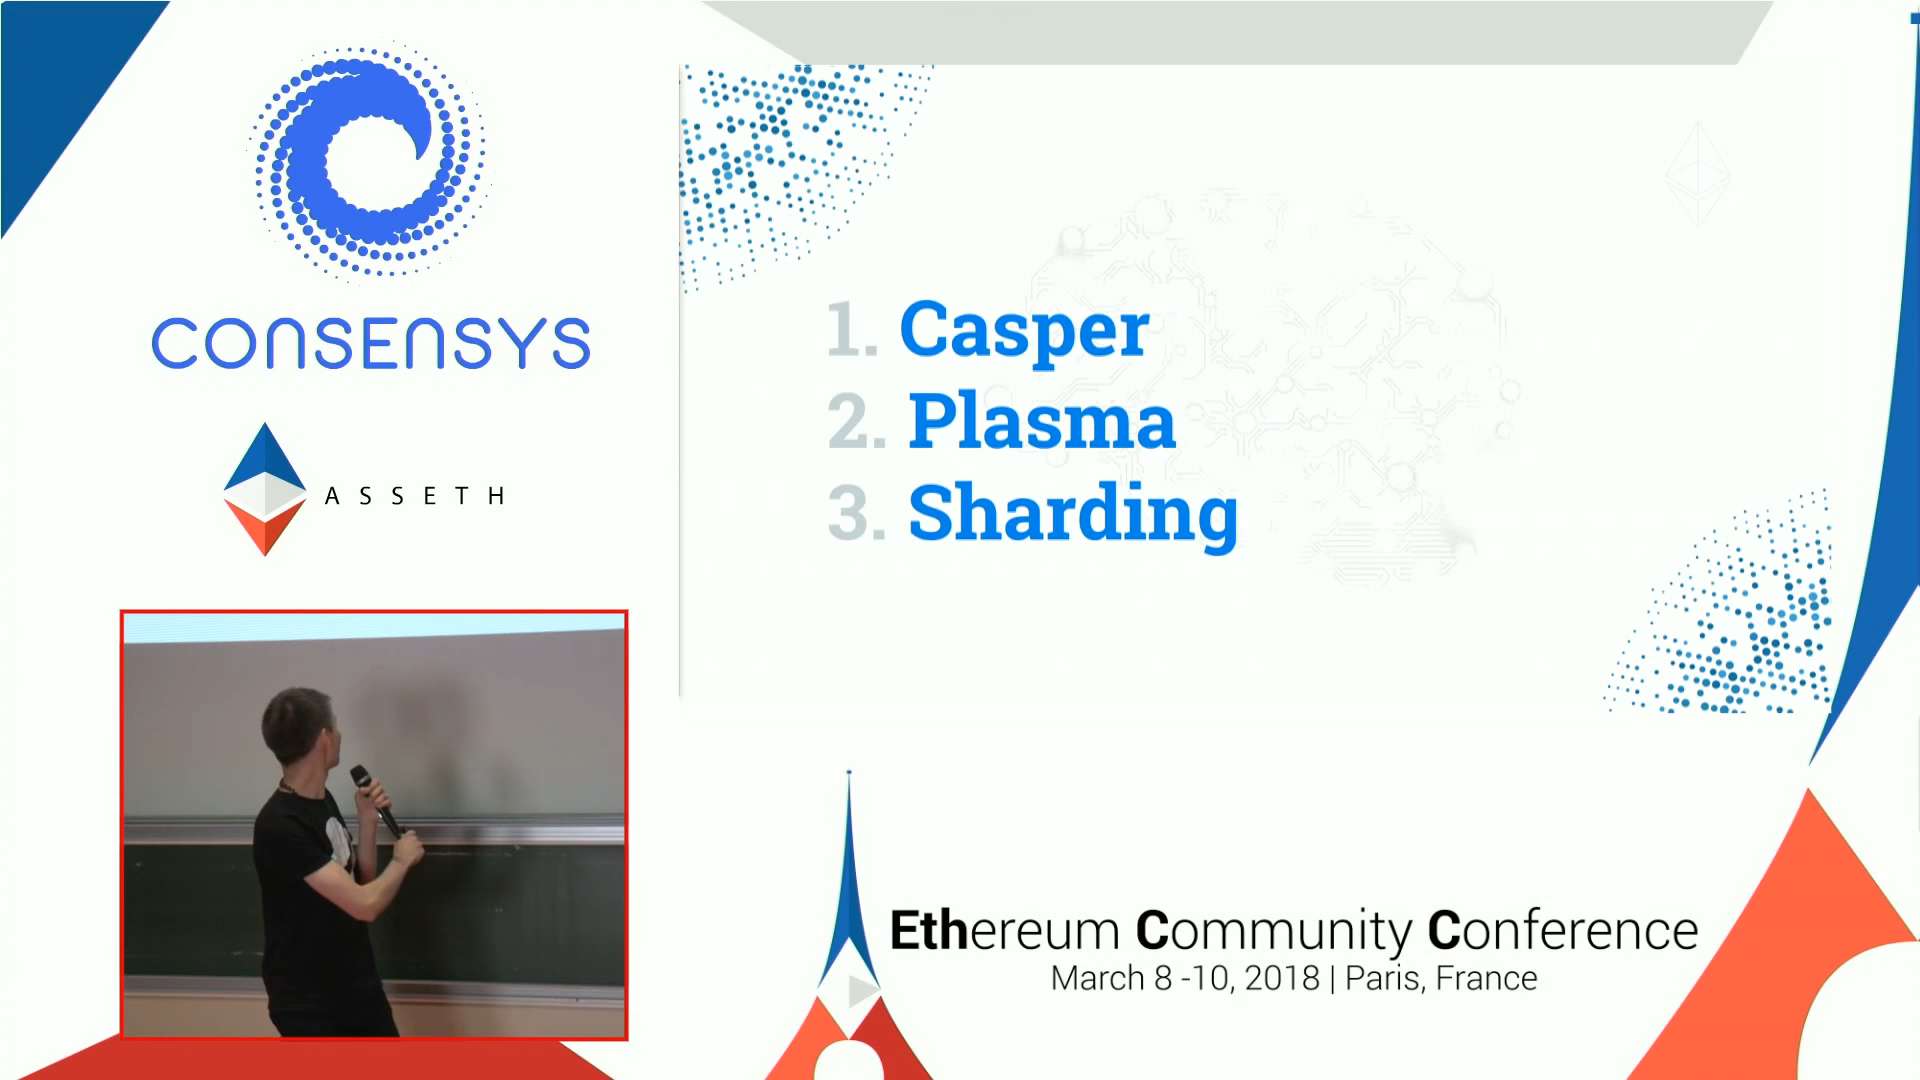 CONSENSYS
ASSETH
1. Casper
2. Plasma
3. Sharding
Ethereum Community Conference
March 8 -10, 2018 | Paris, France